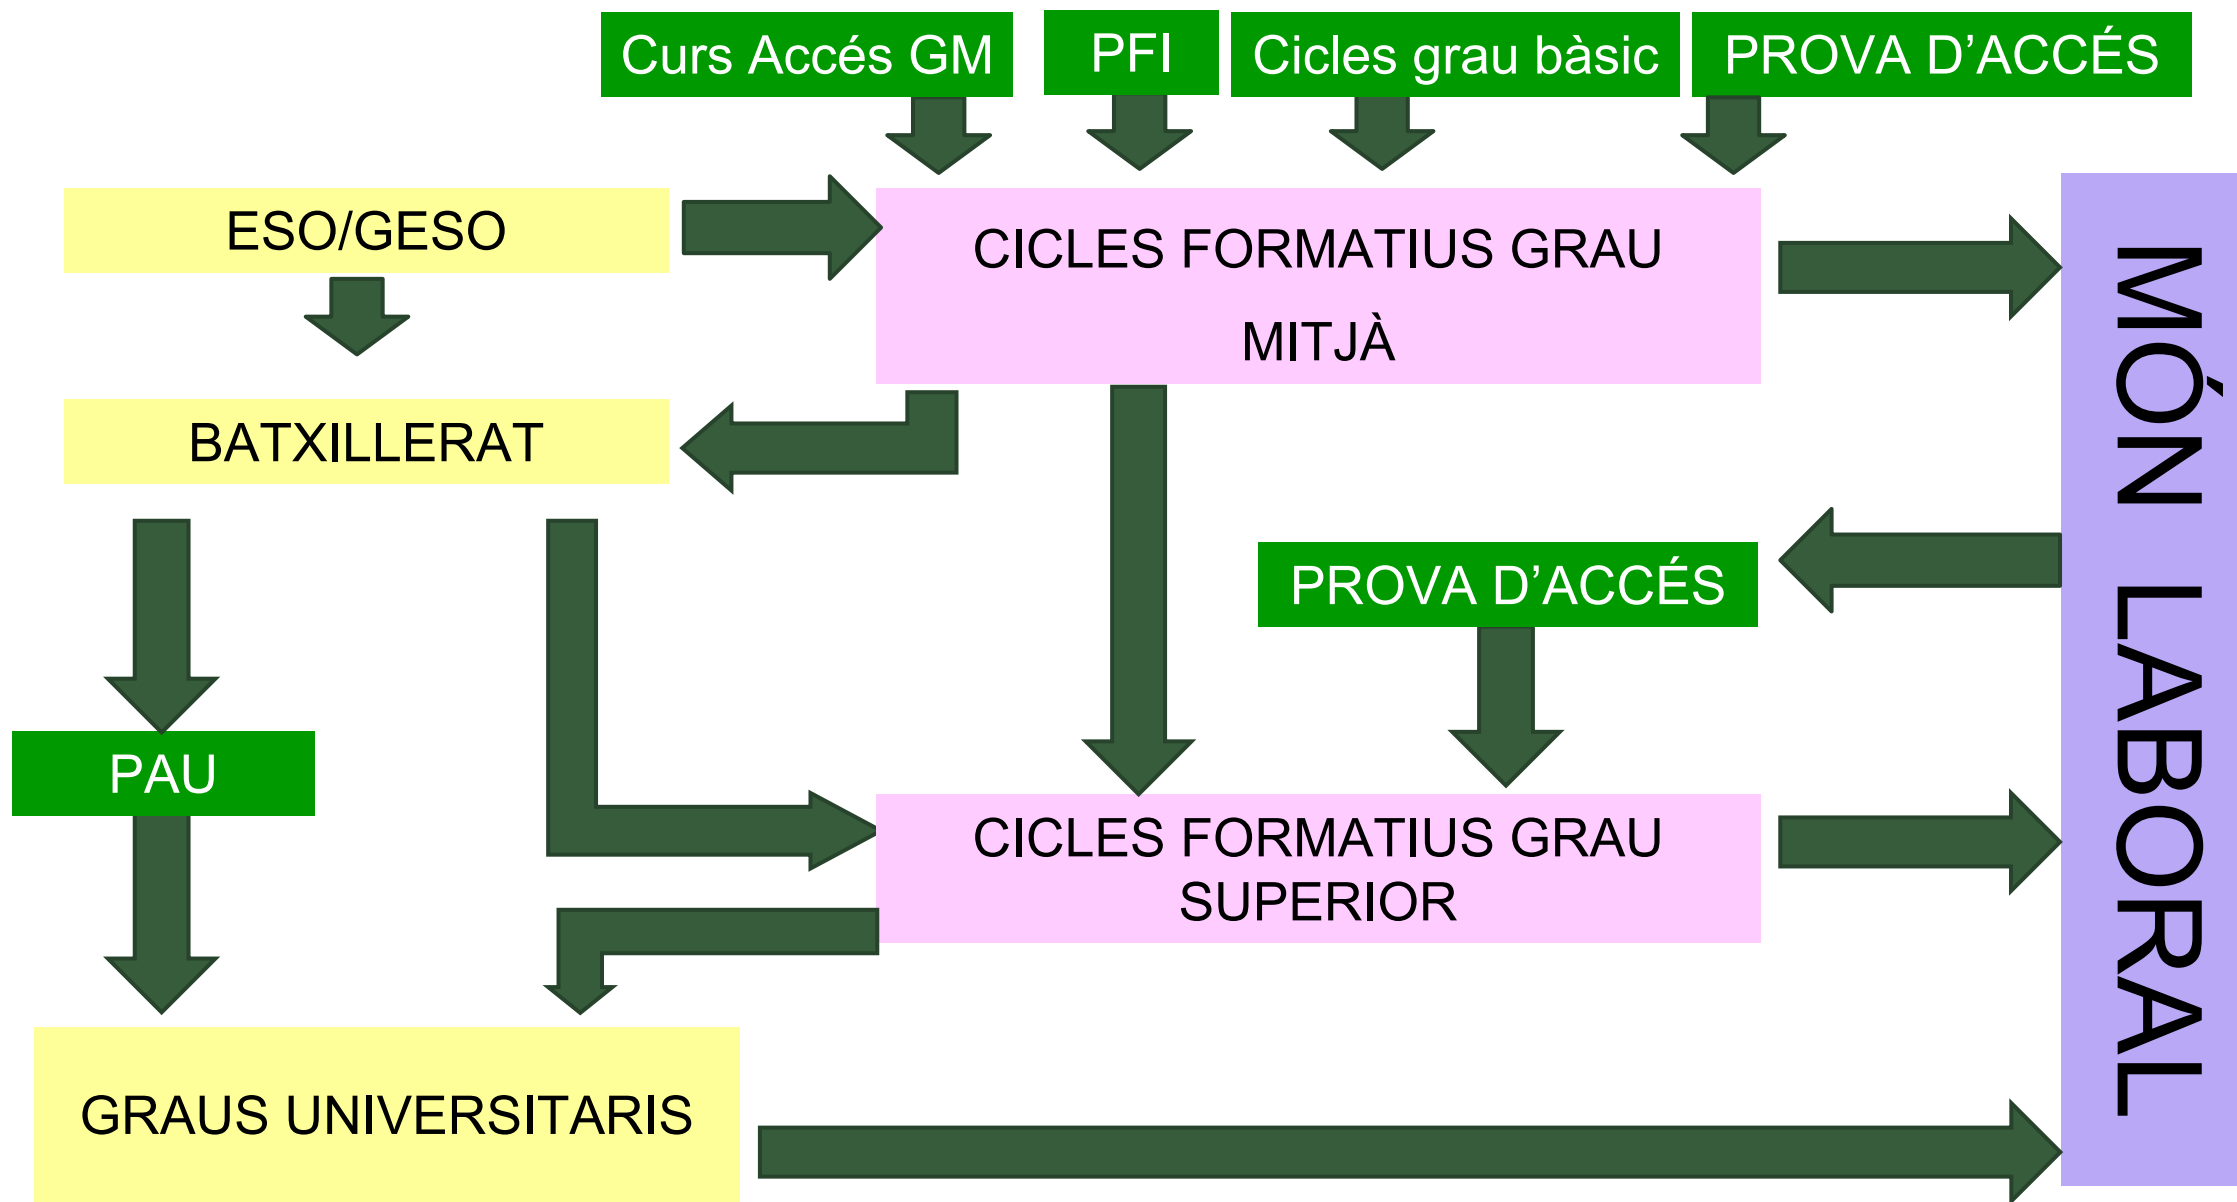 Curs Accés GM
PFI
Cicles grau bàsic
PROVA D’ACCÉS
ESO/GESO
CICLES FORMATIUS GRAU
MITJÀ
BATXILLERAT
PROVA D’ACCÉS
PAU
CICLES FORMATIUS GRAU
SUPERIOR
GRAUS UNIVERSITARIS
MÓN LABORAL